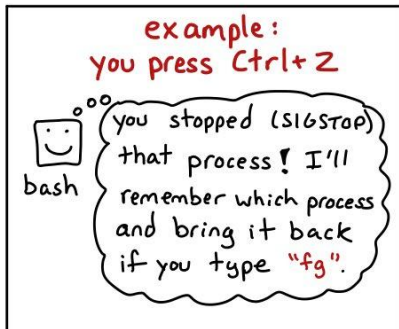 example:
you press Ctrl+Z
you stopped (SIGSTOP)
that process! I'll
bash
remember which process
and bring it back
if you type "fg".